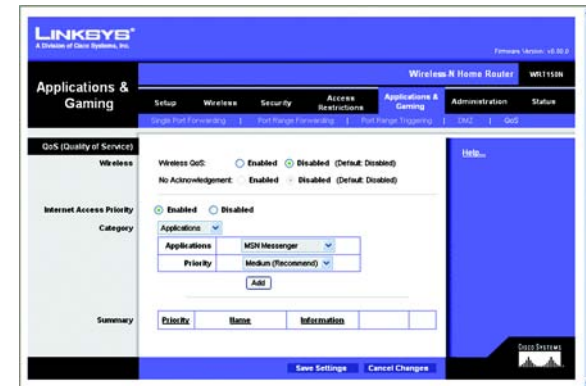 LINKSYS®
A Division of Cisco Systems, Inc.
Firmware Version: v0.00.0
Wireless-N Home Router WRT150N
Applications & Gaming
Setup Wireless Security Access Restrictions Applications & Gaming Administration Status
Single Port Forwarding | Port Range Forwarding | Port Range Triggering | DMZ | QoS
QoS (Quality of Service)
Help...
Wireless
Wireless QoS: Enabled Disabled (Default: Disabled)
No Acknowledgement: Enabled Disabled (Default: Disabled)
Internet Access Priority Enabled Disabled
Category Applications
Applications MSN Messenger
Priority Medium (Recommend)
Add
Summary Priority Name Information
CISCO SYSTEMS
Save Settings Cancel Changes